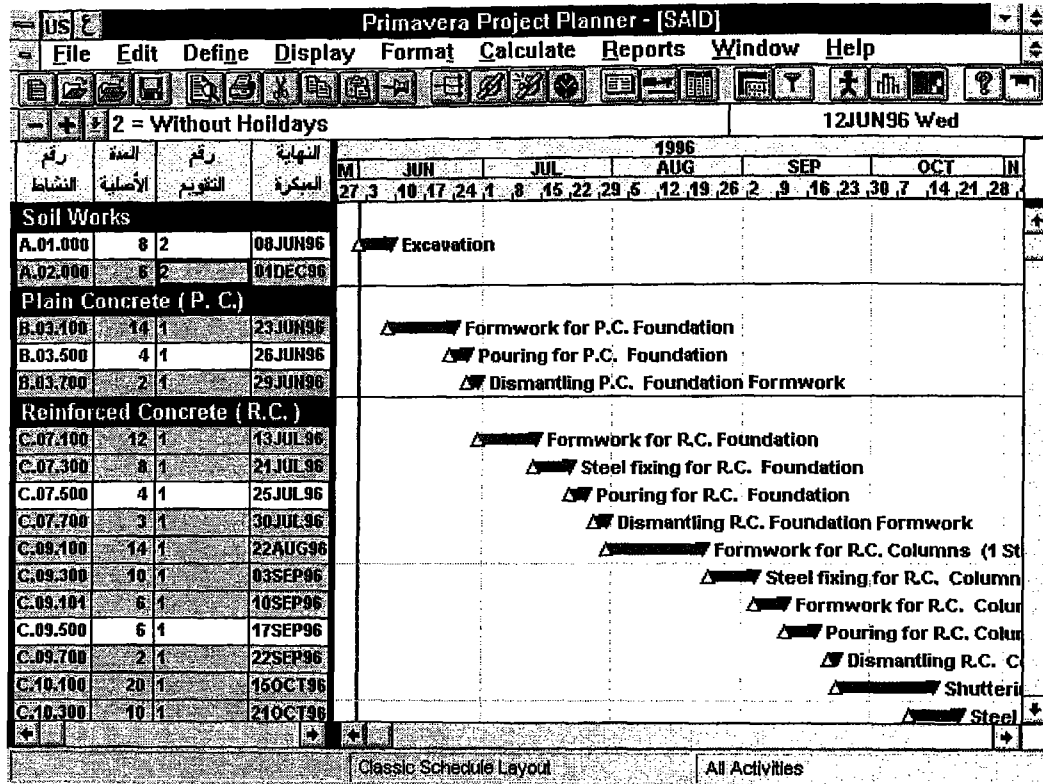 US ع Primavera Project Planner - [SAID]
File Edit Define Display Format Calculate Reports Window Help
2 = Without Hoildays 12JUN96 Wed
رقم النشاط
المدة الأصلية
رقم التقويم
النهاية المبكرة
1996
M JUN JUL AUG SEP OCT N
27 3 10 17 24 1 8 15 22 29 5 12 19 26 2 9 16 23 30 7 14 21 28
Soil Works
A.01.000 8 2 08JUN96 Excavation
A.02.000 6 2 01DEC96
Plain Concrete ( P. C.)
B.03.100 14 1 23JUN96 Formwork for P.C. Foundation
B.03.500 4 1 26JUN96 Pouring for P.C. Foundation
B.03.700 2 1 29JUN96 Dismantling P.C. Foundation Formwork
Reinforced Concrete ( R.C. )
C.07.100 12 1 13JUL96 Formwork for R.C. Foundation
C.07.300 8 1 21JUL96 Steel fixing for R.C. Foundation
C.07.500 4 1 25JUL96 Pouring for R.C. Foundation
C.07.700 3 1 30JUL96 Dismantling R.C. Foundation Formwork
C.09.100 14 1 22AUG96 Formwork for R.C. Columns (1 St
C.09.300 10 1 03SEP96 Steel fixing for R.C. Column
C.09.101 6 1 10SEP96 Formwork for R.C. Colur
C.09.500 6 1 17SEP96 Pouring for R.C. Colur
C.09.700 2 1 22SEP96 Dismantling R.C. C
C.10.100 20 1 15OCT96 Shutteri
C.10.300 10 1 21OCT96 Steel
Classic Schedule Layout All Activities